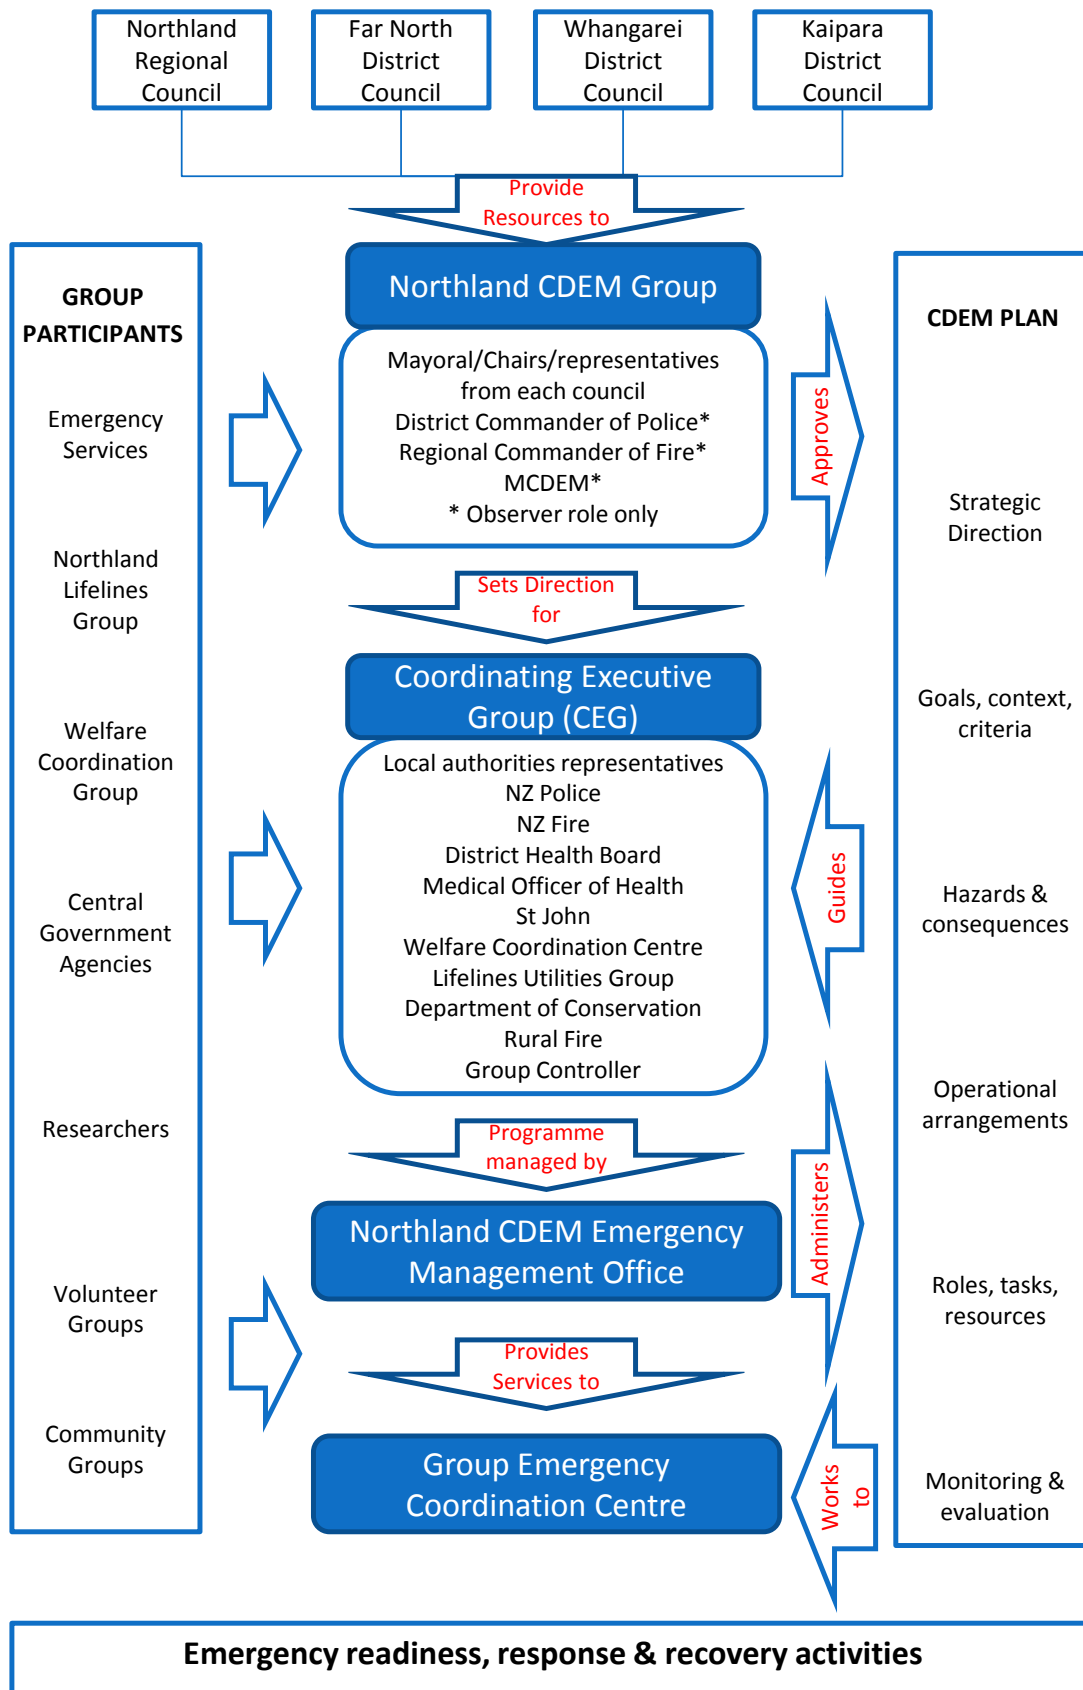 Northland
Regional
Council
Far North
District
Council
Whangarei
District
Council
Kaipara
District
Council
Provide
Resources to
GROUP
PARTICIPANTS
Emergency
Services
Northland
Lifelines
Group
Welfare
Coordination
Group
Central
Government
Agencies
Researchers
Volunteer
Groups
Community
Groups
Northland CDEM Group
Mayoral/Chairs/representatives
from each council
District Commander of Police*
Regional Commander of Fire*
MCDEM*
* Observer role only
Sets Direction
for
Coordinating Executive
Group (CEG)
Local authorities representatives
NZ Police
NZ Fire
District Health Board
Medical Officer of Health
St John
Welfare Coordination Centre
Lifelines Utilities Group
Department of Conservation
Rural Fire
Group Controller
Programme
managed by
Northland CDEM Emergency
Management Office
Provides
Services to
Group Emergency
Coordination Centre
Approves
Guides
Administers
Works
to
CDEM PLAN
Strategic
Direction
Goals, context,
criteria
Hazards &
consequences
Operational
arrangements
Roles, tasks,
resources
Monitoring &
evaluation
Emergency readiness, response & recovery activities